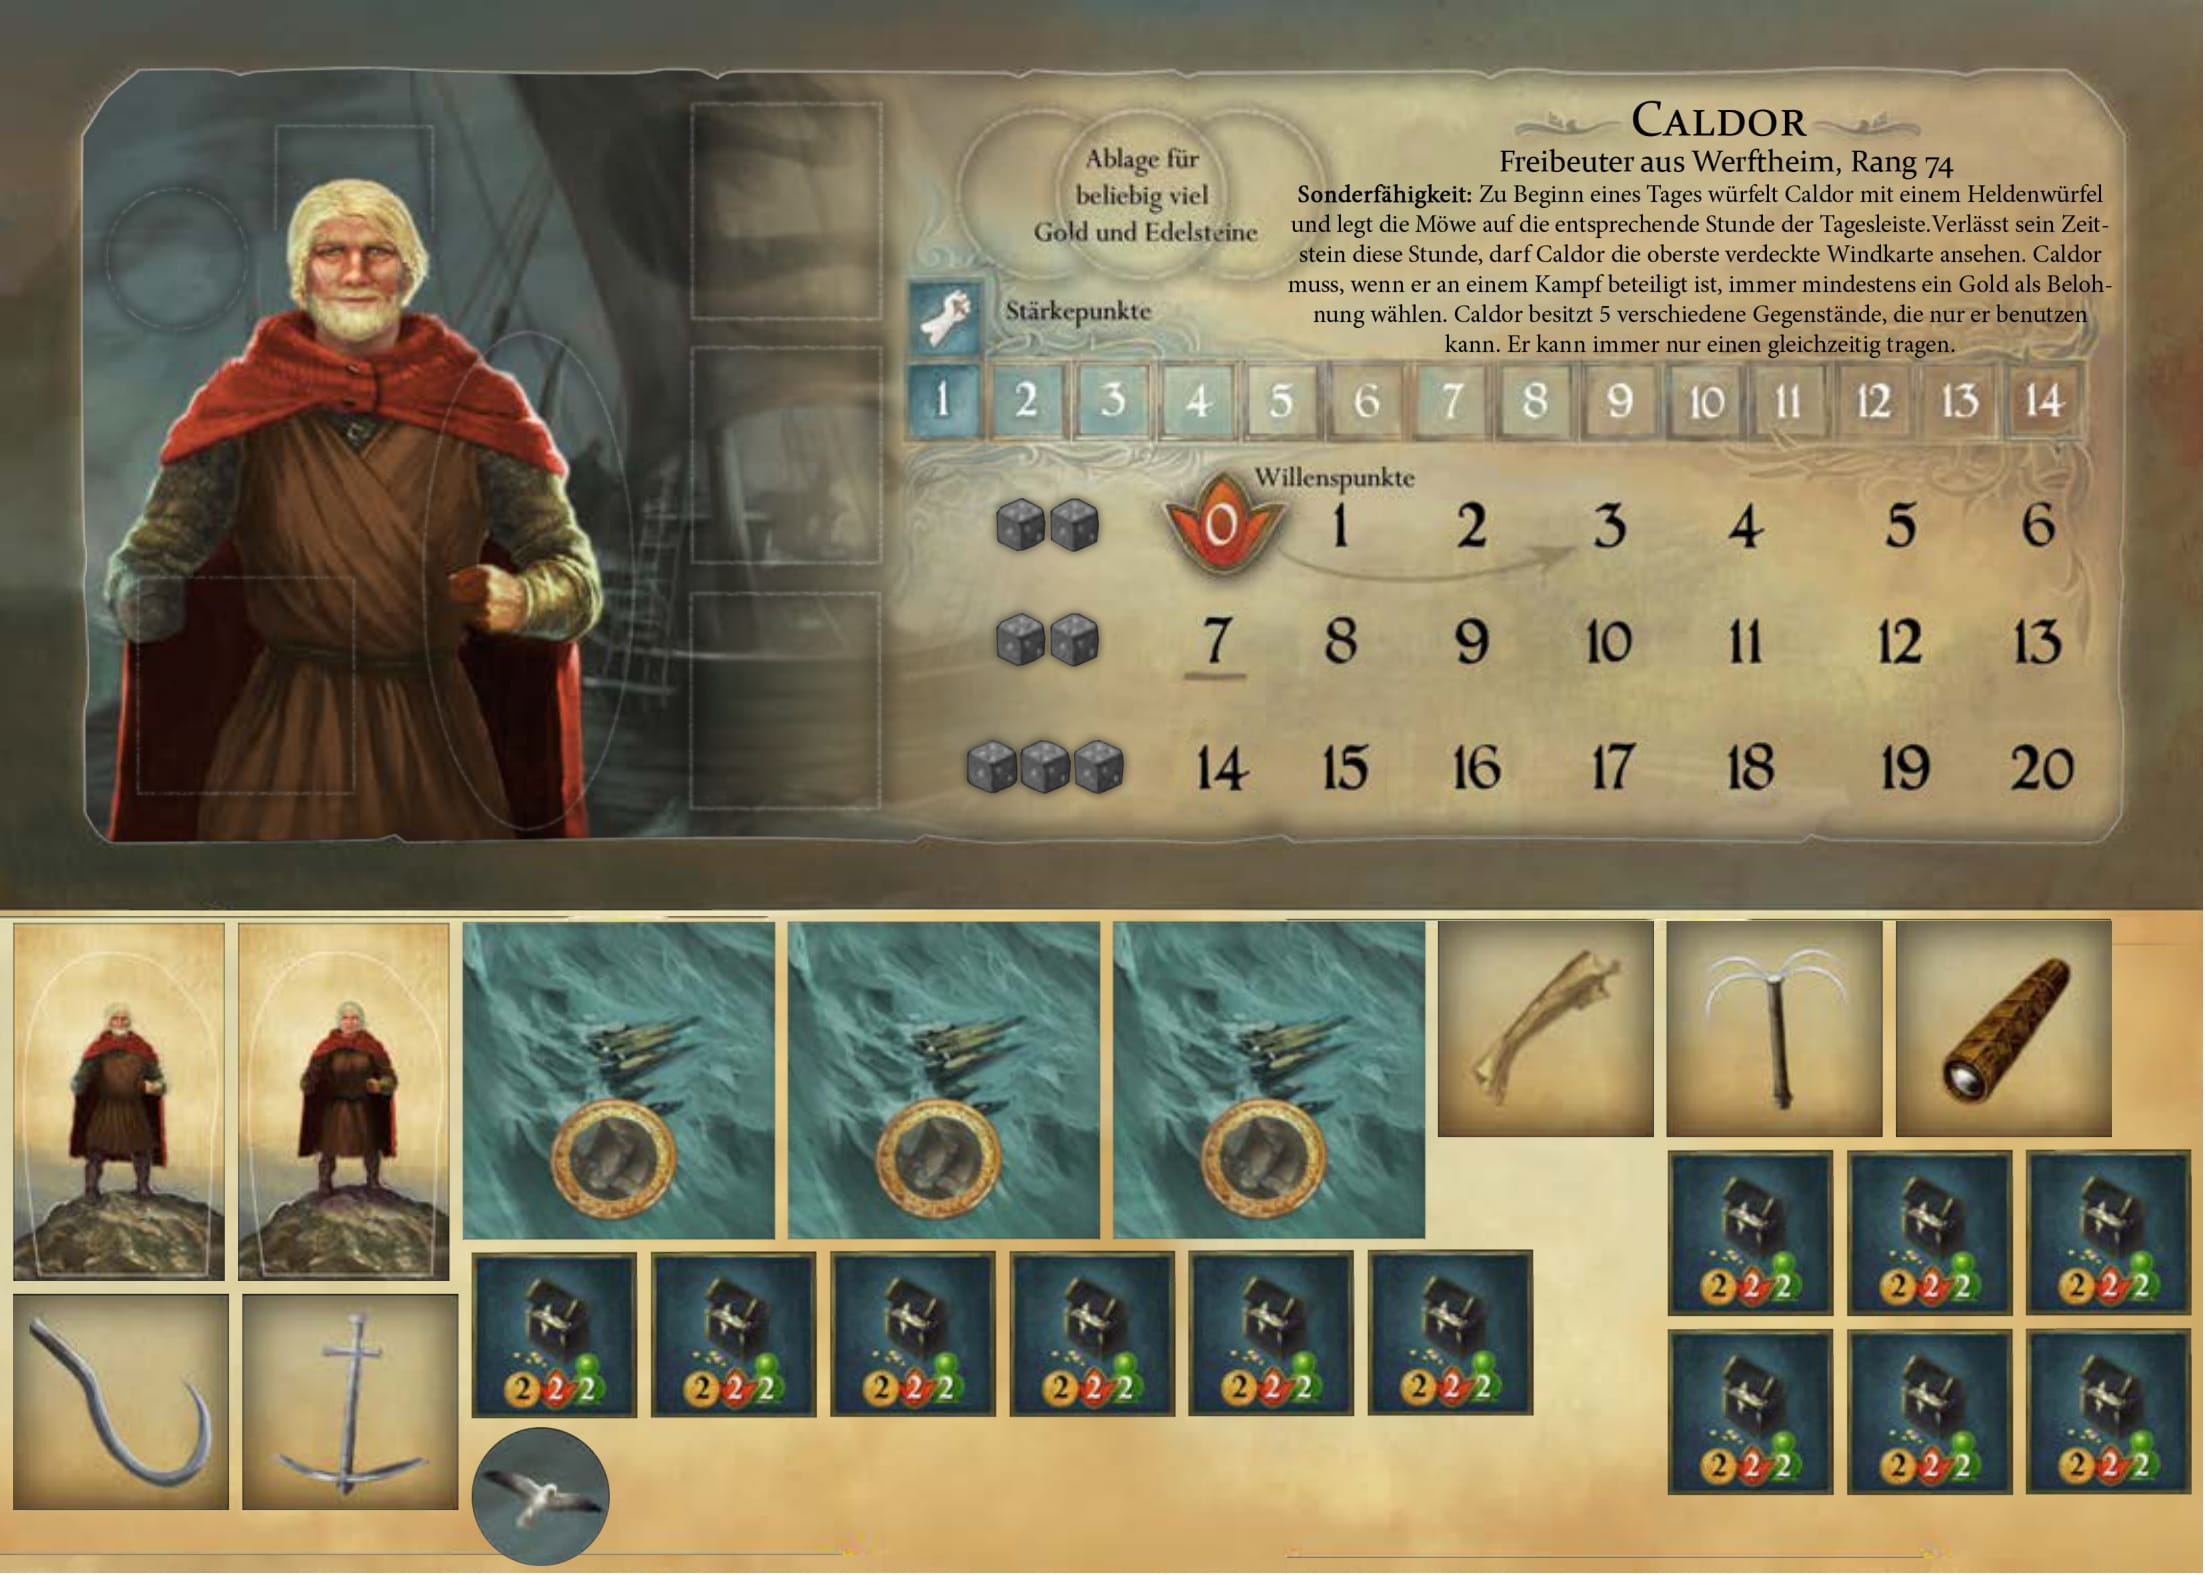 CALDOR
Freibeuter aus Werftheim, Rang 74
Sonderfähigkeit: Zu Beginn eines Tages würfelt Caldor mit einem Heldenwürfel
und legt die Möwe auf die entsprechende Stunde der Tagesleiste.Verlässt sein Zeit-
stein diese Stunde, darf Caldor die oberste verdeckte Windkarte ansehen. Caldor
muss, wenn er an einem Kampf beteiligt ist, immer mindestens ein Gold als Beloh-
nung wählen. Caldor besitzt 5 verschiedene Gegenstände, die nur er benutzen
kann. Er kann immer nur einen gleichzeitig tragen.
Ablage für
beliebig viel
Gold und Edelsteine
Stärkepunkte
1 2 3 4 5 6 7 8 9 10 11 12 13 14
Willenspunkte
0 1 2 3 4 5 6
7 8 9 10 11 12 13
14 15 16 17 18 19 20
2 2 2 2 2 2 2 2 2
2 2 2 2 2 2 2 2 2 2 2 2 2 2 2 2 2 2
2 2 2 2 2 2 2 2 2